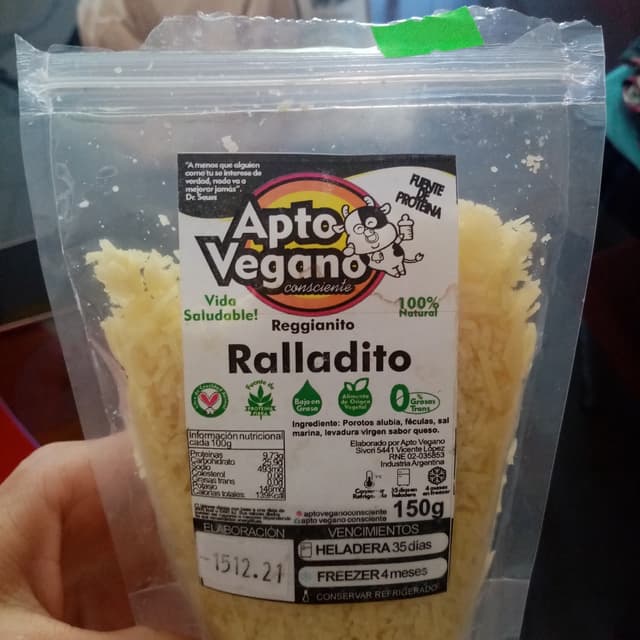 "A menos que alguien
como tu se interese de
verdad, nada va a
mejorar jamás"
Dr. Seuss
FUENTE
DE
PROTEINA
Apto
Vegano
consciente
Vida
Saludable!
100%
Natural
Reggianito
Ralladito
Fuente de
PROTEINA
Bajo en
Grasa
Alimento
de Origen
Vegetal
0% Grasas
Trans
Ingrediente: Porotos alubia, féculas, sal
marina, levadura virgen sabor queso.
Información nutricional
cada 100g
Proteinas 9,73g
Carbohidrato
Sodio
Colesterol
Grasas trans
Potasio
Calorías totales
Elaborado por Apto Vegano
Sivori 5441 Vicente López
RNE 02-035853
Industria Argentina
aptoveganoconsciente
apto vegano consciente
150g
ELABORACIÓN
-1512.21
VENCIMIENTOS
HELADERA 35 días
FREEZER 4 meses
CONSERVAR REFRIGERADO